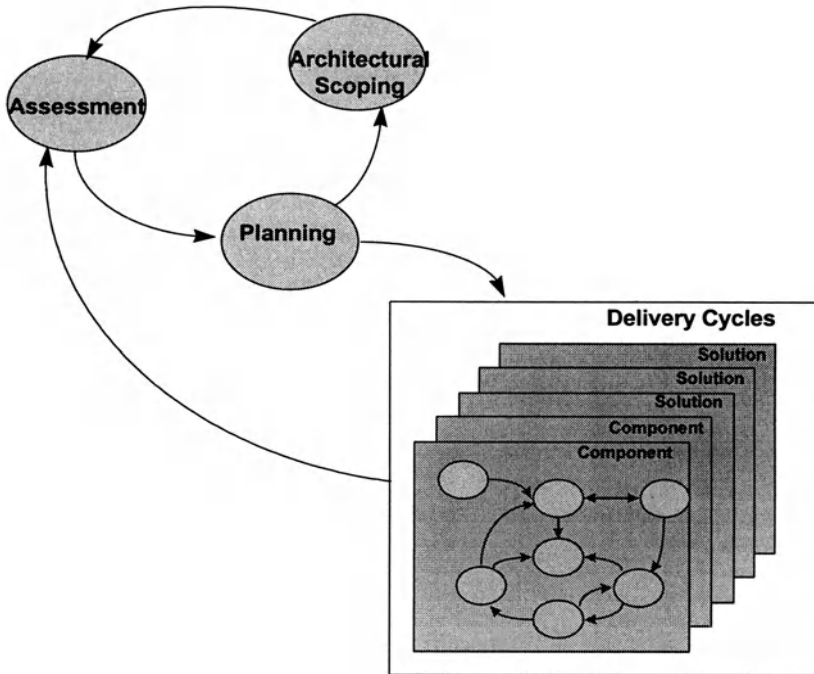 Architectural
Scoping
Assessment
Planning
Delivery Cycles
Solution
Solution
Solution
Component
Component